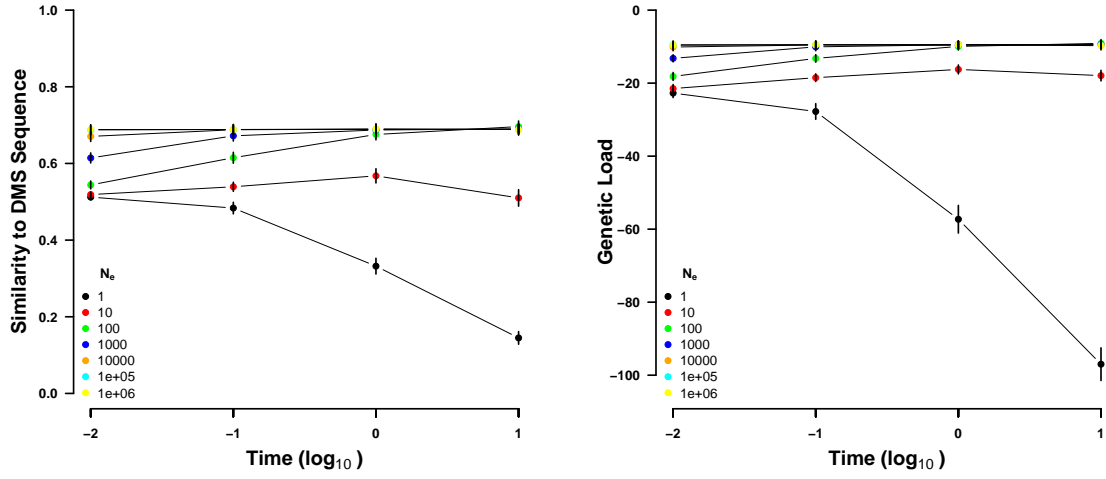 1.0
0.8
0.6
0.4
0.2
0.0
Similarity to DMS Sequence
Nₑ
1
10
100
1000
10000
1e+05
1e+06
−2 −1 0 1
Time (log₁₀ )
0
−20
−40
−60
−80
−100
Genetic Load
Nₑ
1
10
100
1000
10000
1e+05
1e+06
−2 −1 0 1
Time (log₁₀ )